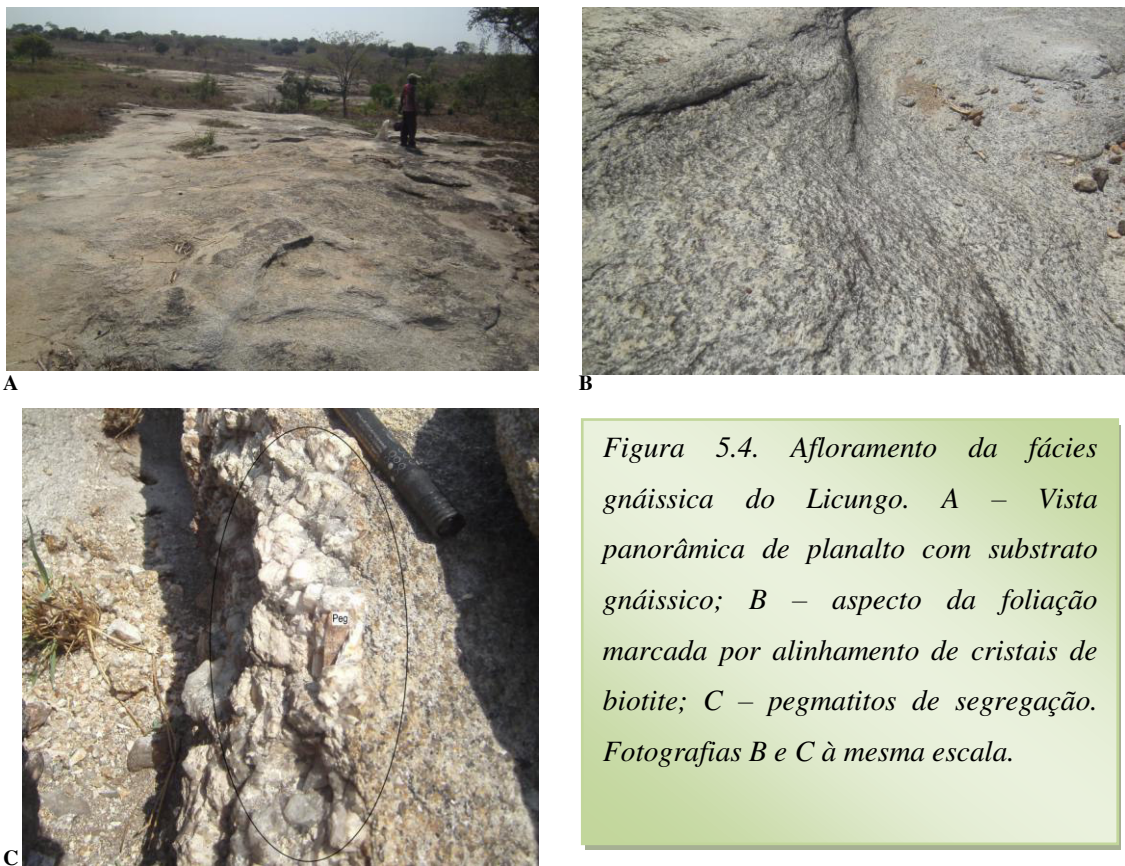 A
B
Peg
C
Figura 5.4. Afloramento da fácies
gnáissica do Licungo. A – Vista
panorâmica de planalto com substrato
gnáissico; B – aspecto da foliação
marcada por alinhamento de cristais de
biotite; C – pegmatitos de segregação.
Fotografias B e C à mesma escala.